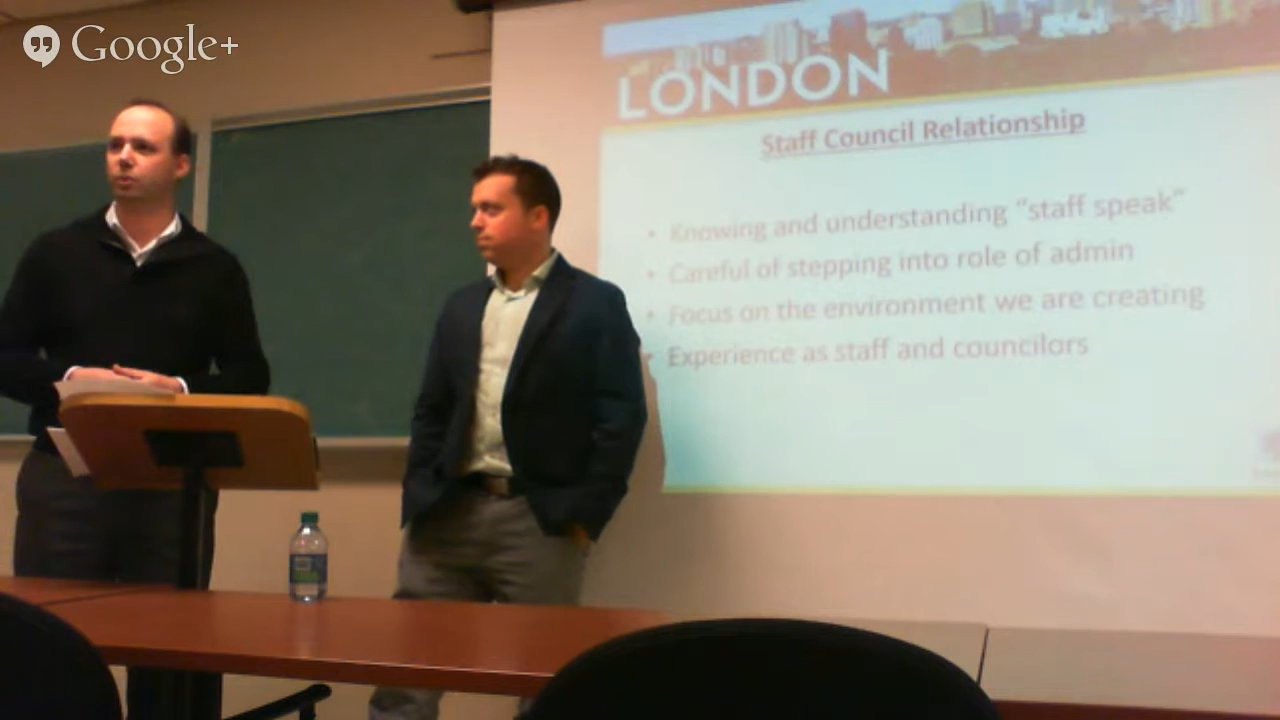 Google+
LONDON
Staff Council Relationship
• Knowing and understanding “staff speak”
• Careful of stepping into role of admin
• Focus on the environment we are creating
• Experience as staff and councilors